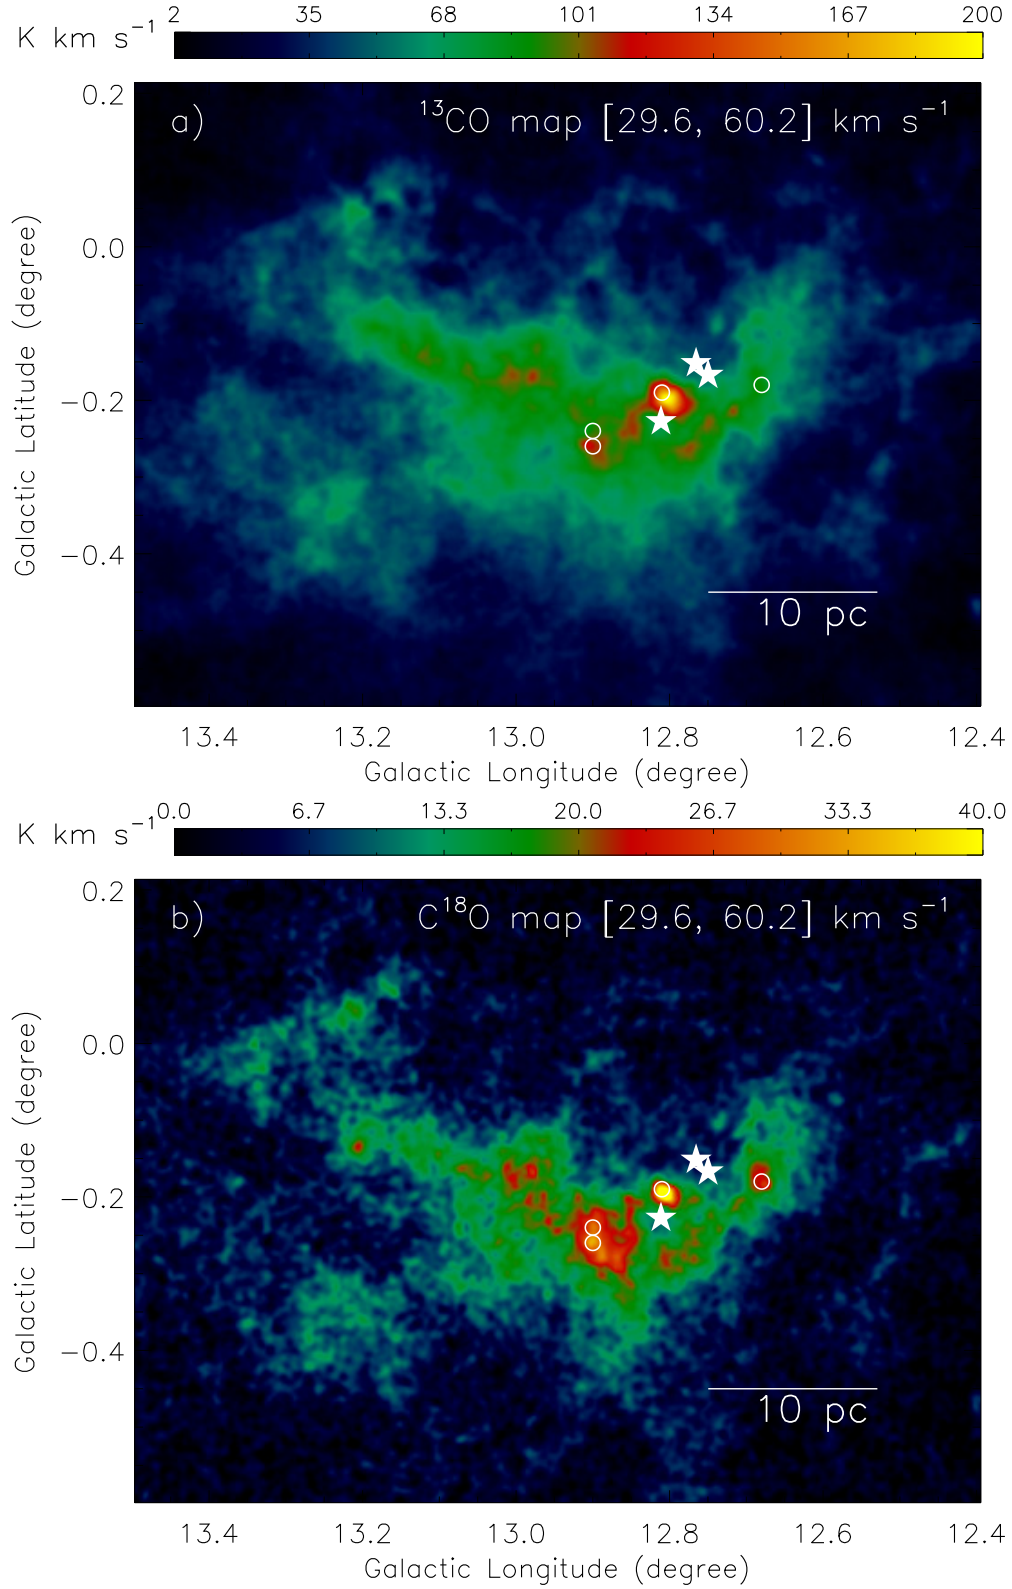 K km s⁻¹
2 35 68 101 134 167 200
a) ¹³CO map [29.6, 60.2] km s⁻¹
0.2
0.0
−0.2
−0.4
Galactic Latitude (degree)
10 pc
13.4 13.2 13.0 12.8 12.6 12.4
Galactic Longitude (degree)
K km s⁻¹
0.0 6.7 13.3 20.0 26.7 33.3 40.0
b) C¹⁸O map [29.6, 60.2] km s⁻¹
0.2
0.0
−0.2
−0.4
Galactic Latitude (degree)
10 pc
13.4 13.2 13.0 12.8 12.6 12.4
Galactic Longitude (degree)